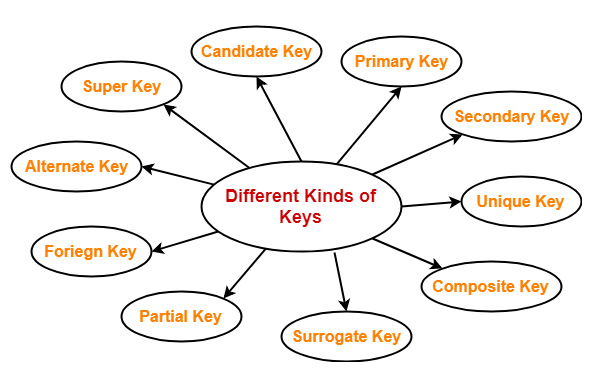 Candidate Key
Primary Key
Super Key
Secondary Key
Alternate Key
Different Kinds of
Keys
Unique Key
Foriegn Key
Composite Key
Partial Key
Surrogate Key